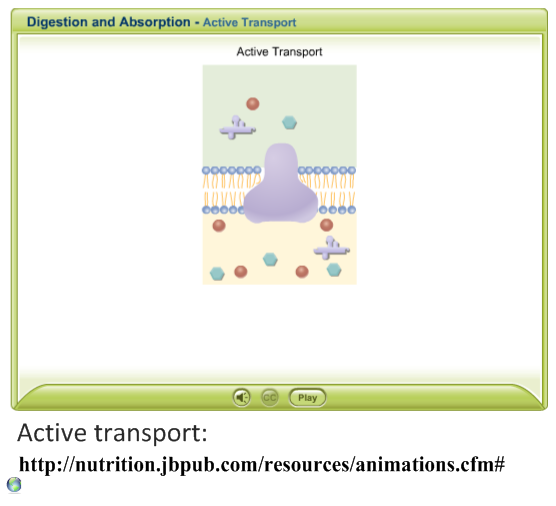 Digestion and Absorption - Active Transport
Active Transport
CC
Play
Active transport:
http://nutrition.jbpub.com/resources/animations.cfm#